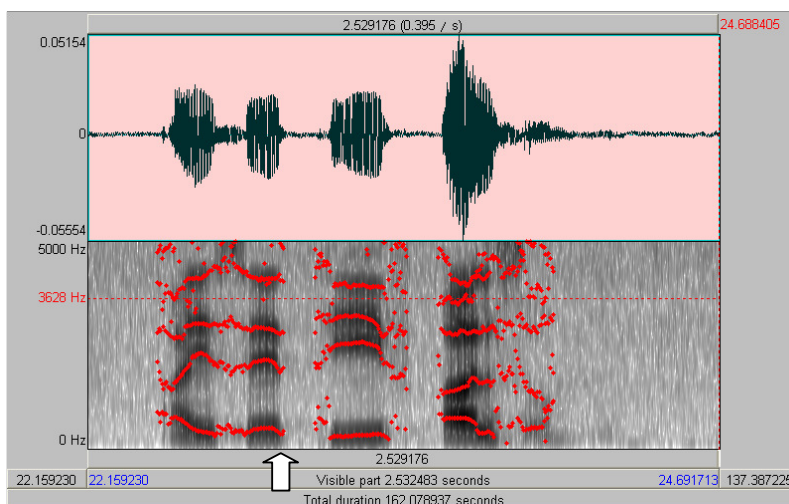 2.529176 (0.395 / s)
24.688405
0.05154
0
-0.05554
5000 Hz
3628 Hz
0 Hz
2.529176
22.159230 22.159230 Visible part 2.532483 seconds 24.691713 137.387225
Total duration 162.078937 seconds